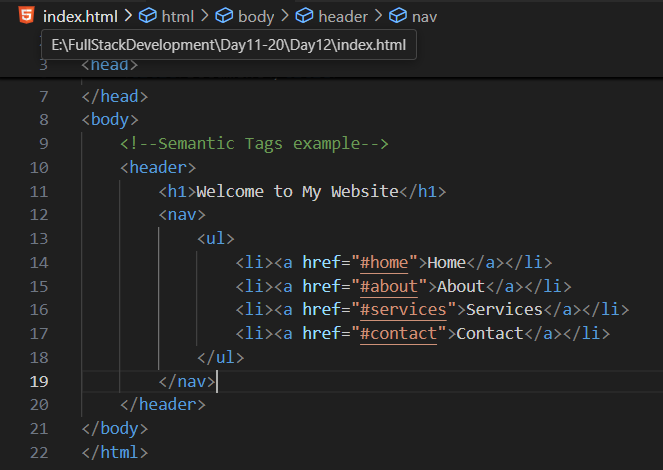 index.html > html > body > header > nav
E:\FullStackDevelopment\Day11-20\Day12\index.html
3 <head>
7 </head>
8 <body>
9 <!--Semantic Tags example-->
10 <header>
11 <h1>Welcome to My Website</h1>
12 <nav>
13 <ul>
14 <li><a href="#home">Home</a></li>
15 <li><a href="#about">About</a></li>
16 <li><a href="#services">Services</a></li>
17 <li><a href="#contact">Contact</a></li>
18 </ul>
19 </nav>
20 </header>
21 </body>
22 </html>